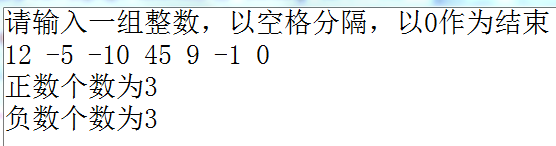 请输入一组整数，以空格分隔，以0作为结束
12 -5 -10 45 9 -1 0
正数个数为3
负数个数为3